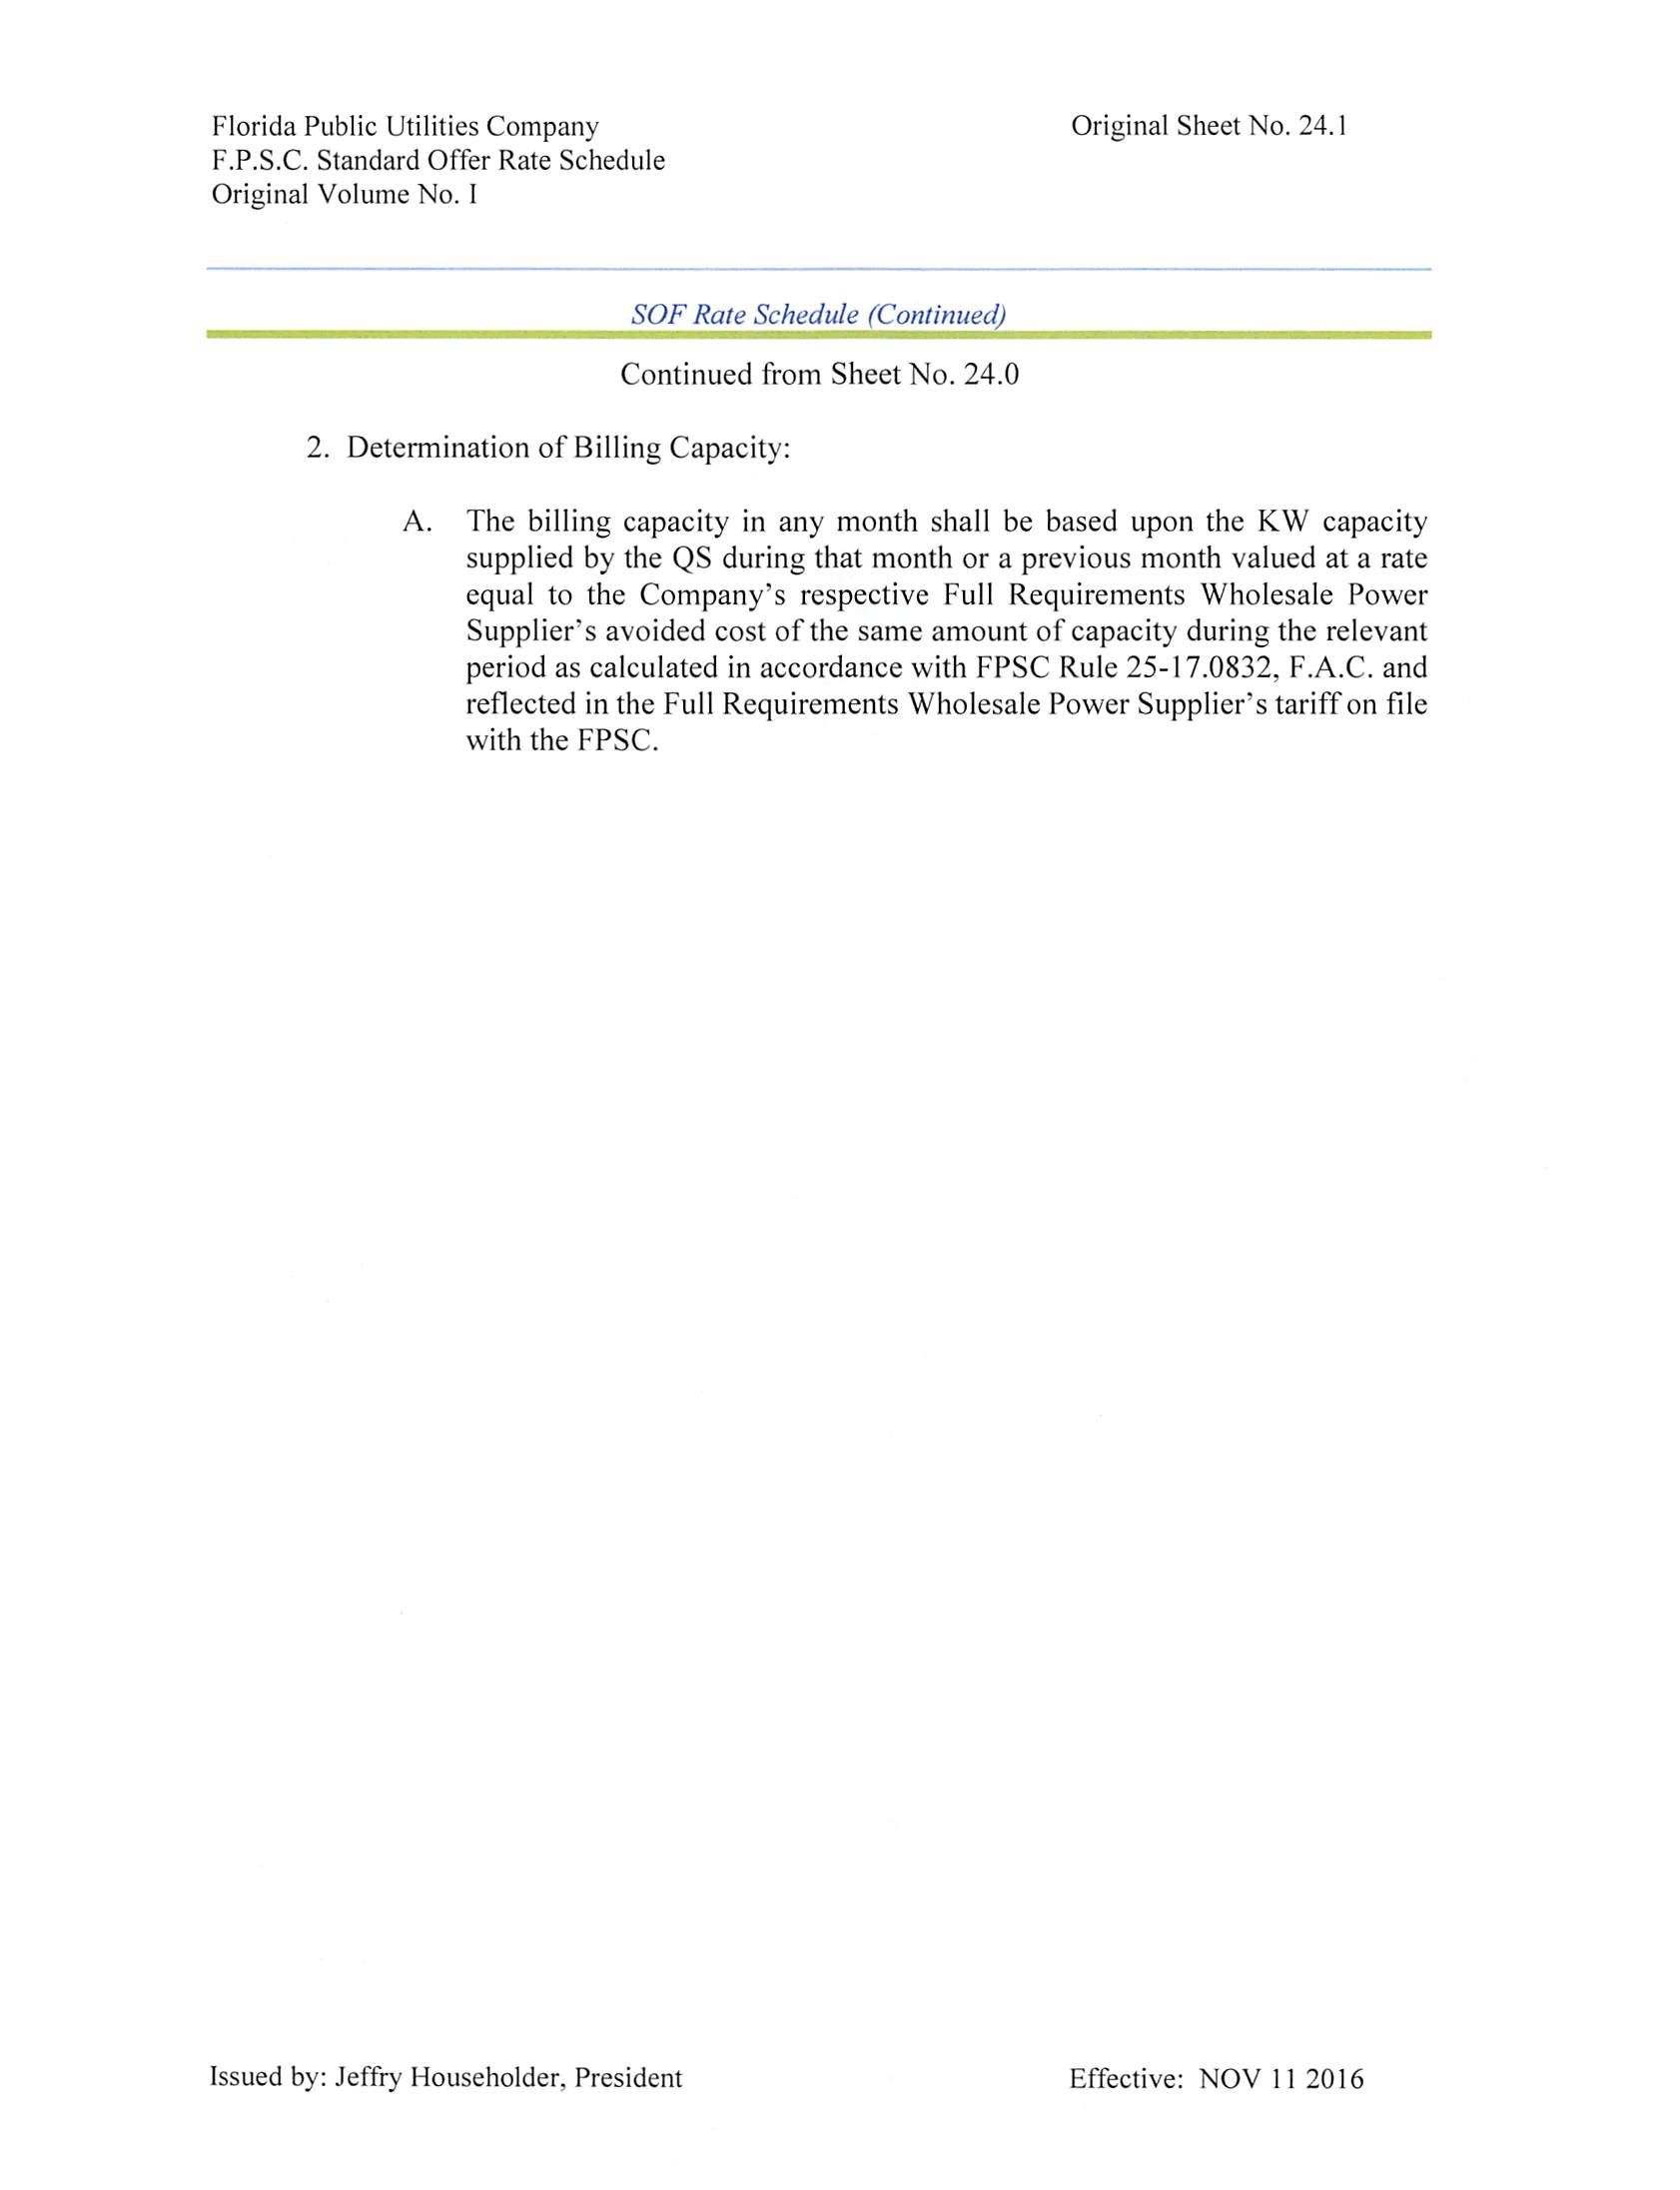 Florida Public Utilities Company
Original Sheet No. 24.1
F.P.S.C. Standard Offer Rate Schedule
Original Volume No. I
SOF Rate Schedule (Continued)
Continued from Sheet No. 24.0
2. Determination of Billing Capacity:
A. The billing capacity in any month shall be based upon the KW capacity
supplied by the QS during that month or a previous month valued at a rate
equal to the Company's respective Full Requirements Wholesale Power
Supplier's avoided cost of the same amount of capacity during the relevant
period as calculated in accordance with FPSC Rule 25-17.0832, F.A.C. and
reflected in the Full Requirements Wholesale Power Supplier's tariff on file
with the FPSC.
Issued by: Jeffry Householder, President
Effective: NOV 11 2016